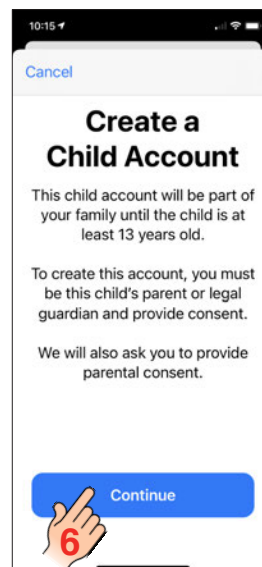 10:15
Cancel
Create a
Child Account
This child account will be part of
your family until the child is at
least 13 years old.
To create this account, you must
be this child's parent or legal
guardian and provide consent.
We will also ask you to provide
parental consent.
Continue
6